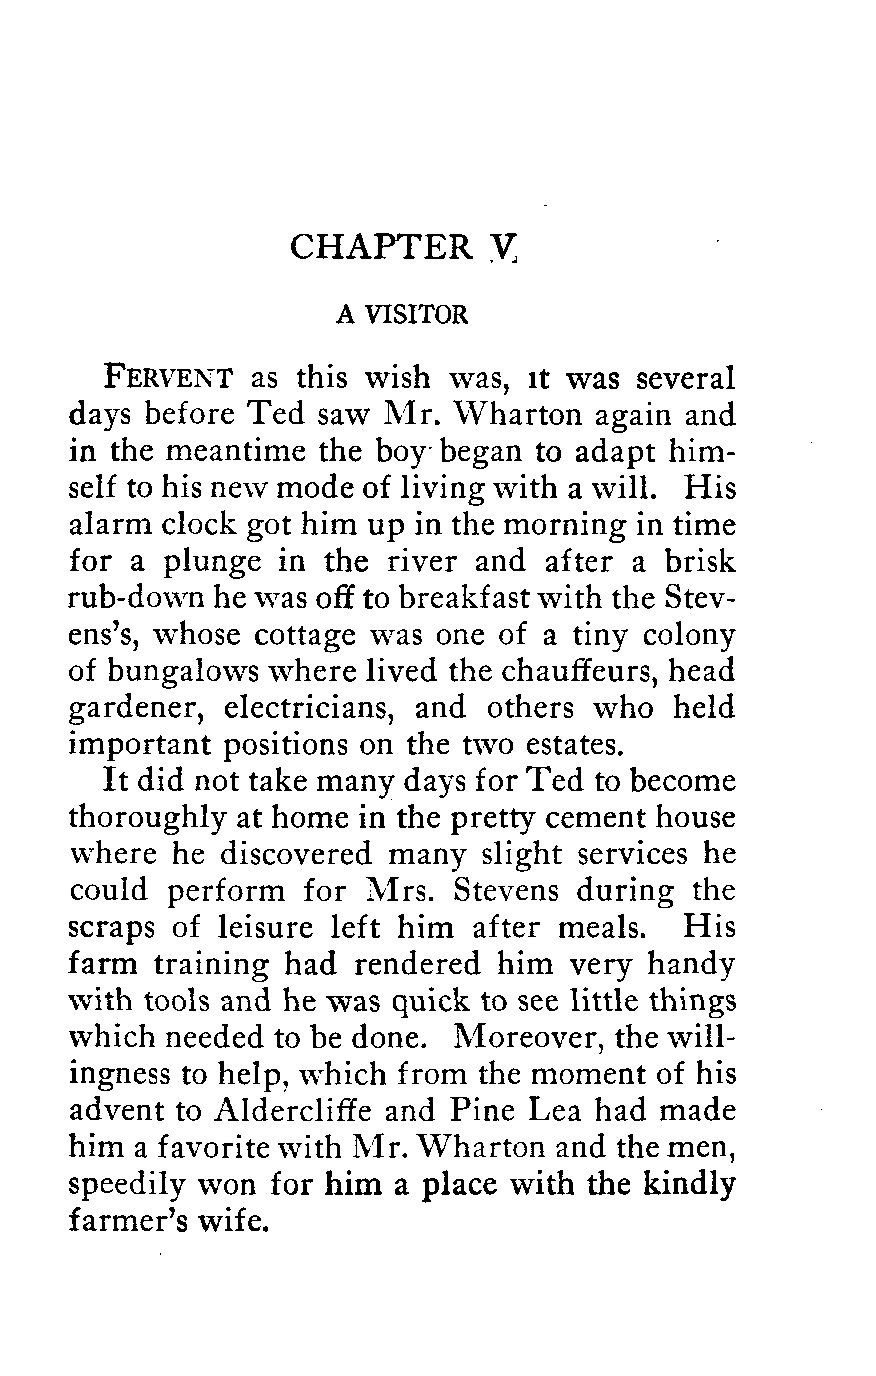 CHAPTER V
A VISITOR
FERVENT as this wish was, it was several
days before Ted saw Mr. Wharton again and
in the meantime the boy began to adapt him-
self to his new mode of living with a will. His
alarm clock got him up in the morning in time
for a plunge in the river and after a brisk
rub-down he was off to breakfast with the Stev-
ens's, whose cottage was one of a tiny colony
of bungalows where lived the chauffeurs, head
gardener, electricians, and others who held
important positions on the two estates.
It did not take many days for Ted to become
thoroughly at home in the pretty cement house
where he discovered many slight services he
could perform for Mrs. Stevens during the
scraps of leisure left him after meals. His
farm training had rendered him very handy
with tools and he was quick to see little things
which needed to be done. Moreover, the will-
ingness to help, which from the moment of his
advent to Aldercliffe and Pine Lea had made
him a favorite with Mr. Wharton and the men,
speedily won for him a place with the kindly
farmer's wife.